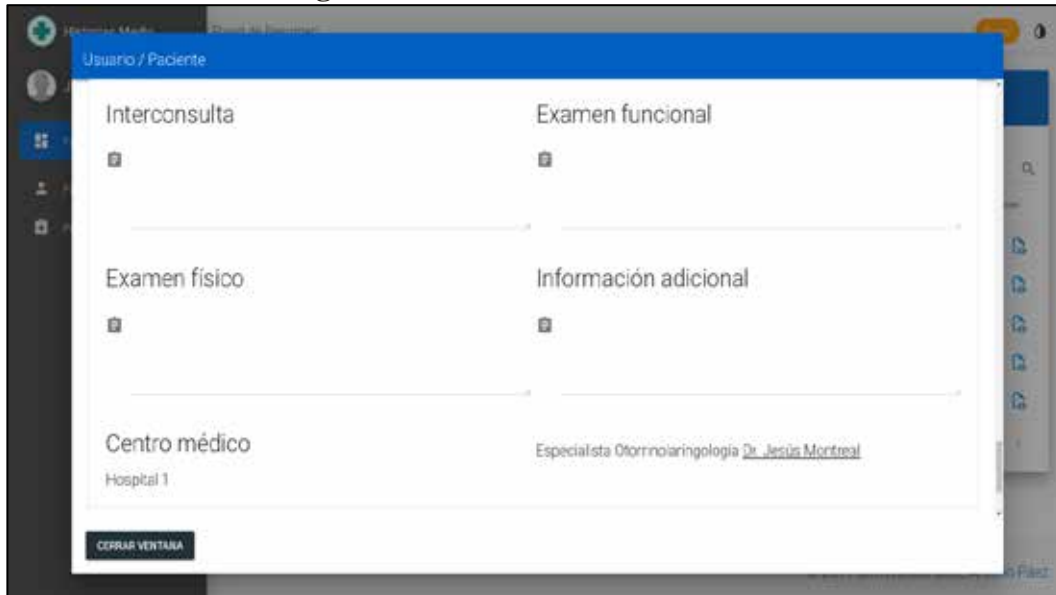 Usuario / Paciente
Interconsulta
Examen funcional
Examen físico
Información adicional
Centro médico
Especialista Otorrinolaringología Dr. Jesús Montreal
Hospital 1
CERRAR VENTANA
Páez